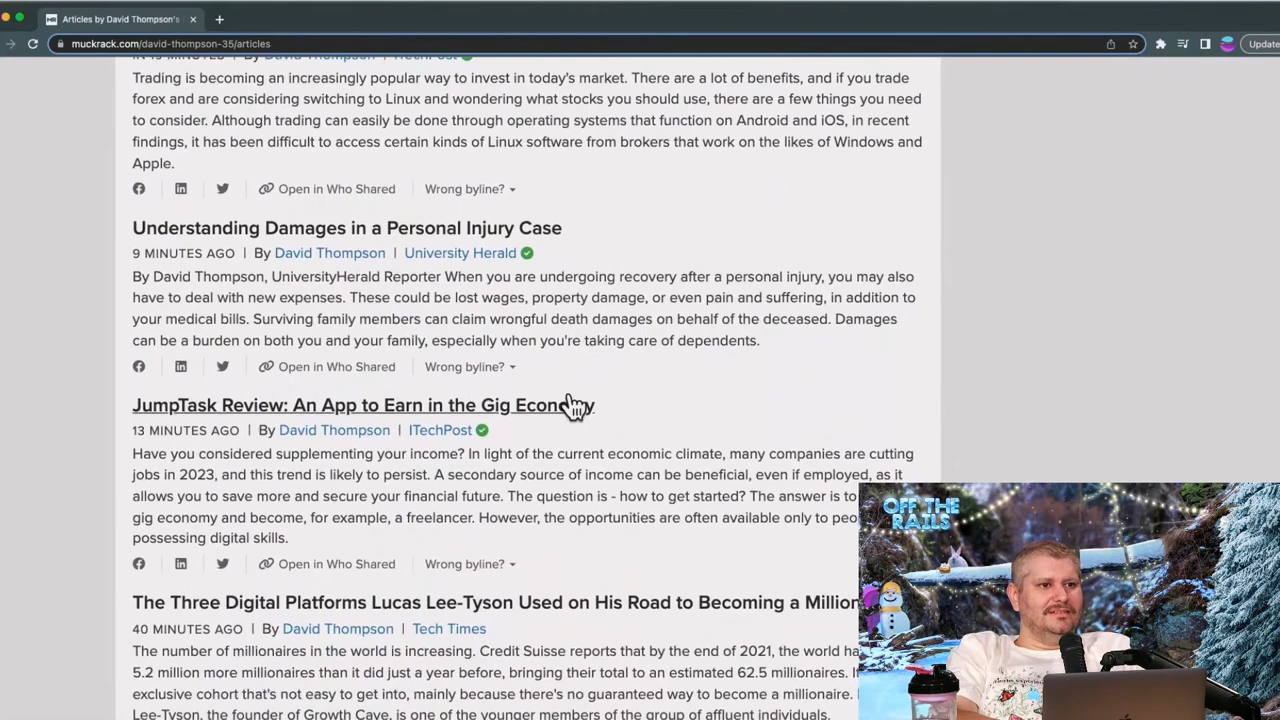 Articles by David Thompson's
muckrack.com/david-thompson-35/articles
Update
By David Thompson | ITechPost
Trading is becoming an increasingly popular way to invest in today's market. There are a lot of benefits, and if you trade
forex and are considering switching to Linux and wondering what stocks you should use, there are a few things you need
to consider. Although trading can easily be done through operating systems that function on Android and iOS, in recent
findings, it has been difficult to access certain kinds of Linux software from brokers that work on the likes of Windows and
Apple.
Open in Who Shared Wrong byline?
Understanding Damages in a Personal Injury Case
9 MINUTES AGO | By David Thompson | University Herald
By David Thompson, UniversityHerald Reporter When you are undergoing recovery after a personal injury, you may also
have to deal with new expenses. These could be lost wages, property damage, or even pain and suffering, in addition to
your medical bills. Surviving family members can claim wrongful death damages on behalf of the deceased. Damages
can be a burden on both you and your family, especially when you're taking care of dependents.
Open in Who Shared Wrong byline?
JumpTask Review: An App to Earn in the Gig Economy
13 MINUTES AGO | By David Thompson | ITechPost
Have you considered supplementing your income? In light of the current economic climate, many companies are cutting
jobs in 2023, and this trend is likely to persist. A secondary source of income can be beneficial, even if employed, as it
allows you to save more and secure your financial future. The question is - how to get started? The answer is to
gig economy and become, for example, a freelancer. However, the opportunities are often available only to peo
possessing digital skills.
Open in Who Shared Wrong byline?
The Three Digital Platforms Lucas Lee-Tyson Used on His Road to Becoming a Million
40 MINUTES AGO | By David Thompson | Tech Times
The number of millionaires in the world is increasing. Credit Suisse reports that by the end of 2021, the world ha
5.2 million more millionaires than it did just a year before, bringing their total to an estimated 62.5 millionaires. It
exclusive cohort that's not easy to get into, mainly because there's no guaranteed way to become a millionaire.
Lee-Tyson, the founder of Growth Cave, is one of the younger members of the group of affluent individuals.
OFF THE
RAILS